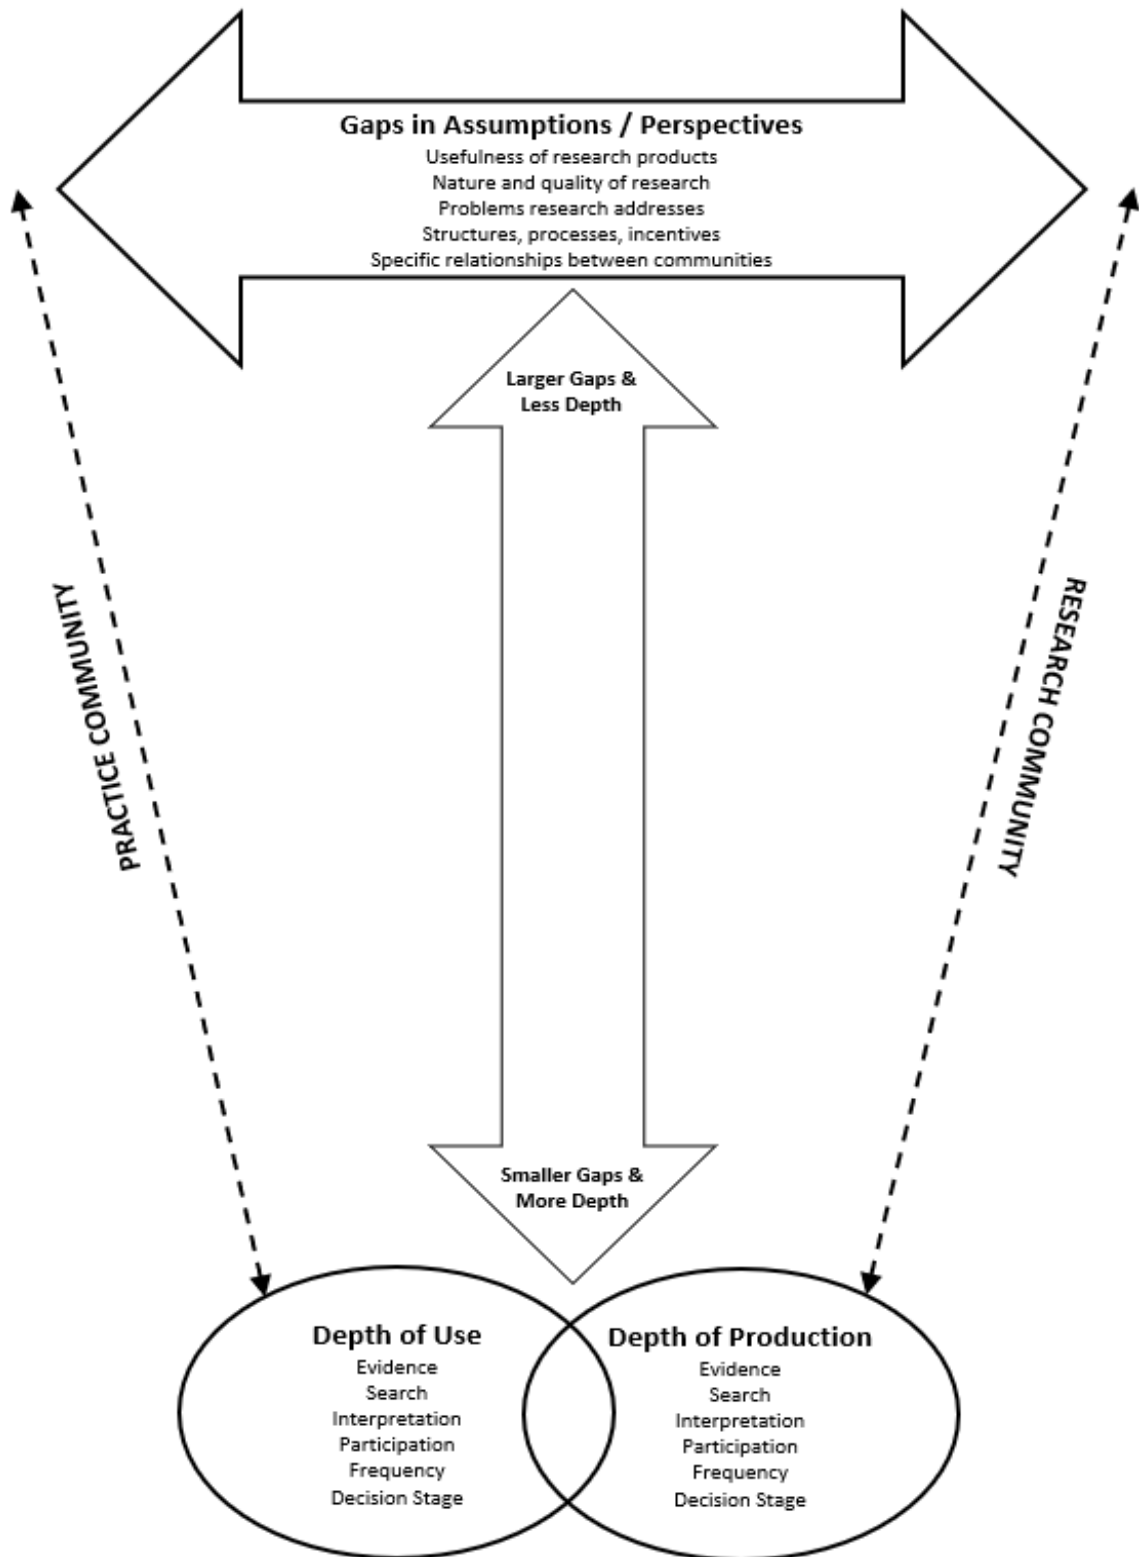 Gaps in Assumptions / Perspectives
Usefulness of research products
Nature and quality of research
Problems research addresses
Structures, processes, incentives
Specific relationships between communities
Larger Gaps &
Less Depth
PRACTICE COMMUNITY
RESEARCH COMMUNITY
Smaller Gaps &
More Depth
Depth of Use
Evidence
Search
Interpretation
Participation
Frequency
Decision Stage
Depth of Production
Evidence
Search
Interpretation
Participation
Frequency
Decision Stage